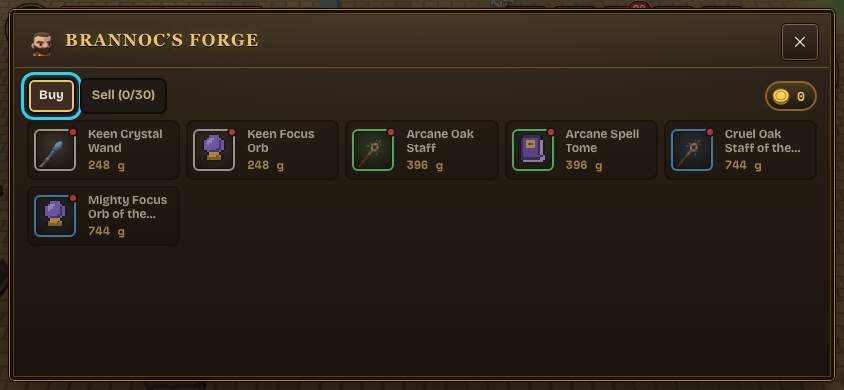 BRANNOC'S FORGE
Buy
Sell (0/30)
0
Keen Crystal
Wand
248 g
Keen Focus
Orb
248 g
Arcane Oak
Staff
396 g
Arcane Spell
Tome
396 g
Cruel Oak
Staff of the...
744 g
Mighty Focus
Orb of the...
744 g